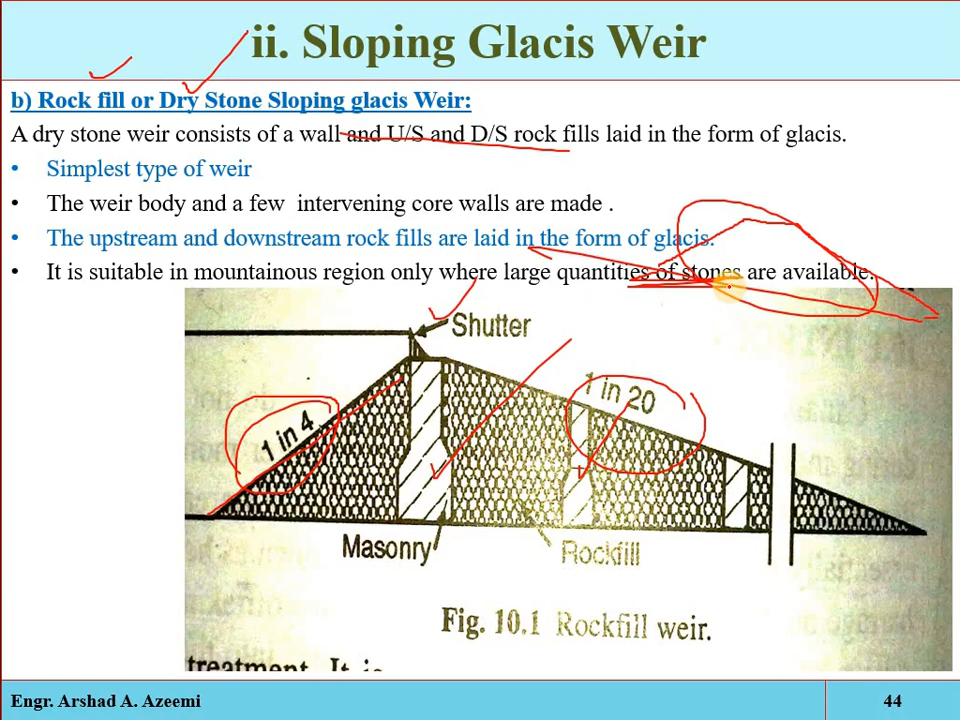 ii. Sloping Glacis Weir
b) Rock fill or Dry Stone Sloping glacis Weir:
A dry stone weir consists of a wall and U/S and D/S rock fills laid in the form of glacis.
• Simplest type of weir
• The weir body and a few intervening core walls are made .
• The upstream and downstream rock fills are laid in the form of glacis.
• It is suitable in mountainous region only where large quantities of stones are available.
Shutter
1 in 4
1 in 20
Masonry
Rockfill
Fig. 10.1 Rockfill weir.
treatment. It is
Engr. Arshad A. Azeemi
44